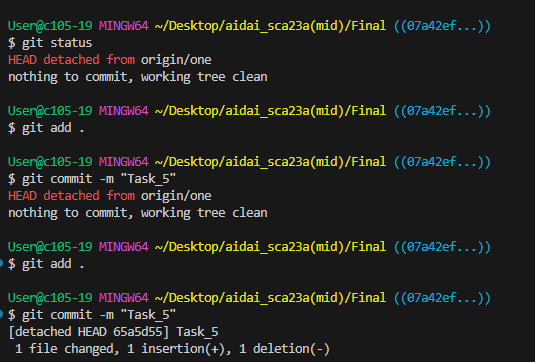 User@c105-19 MINGW64 ~/Desktop/aidai_sca23a(mid)/Final ((07a42ef...))
$ git status
HEAD detached from origin/one
nothing to commit, working tree clean
User@c105-19 MINGW64 ~/Desktop/aidai_sca23a(mid)/Final ((07a42ef...))
$ git add .
User@c105-19 MINGW64 ~/Desktop/aidai_sca23a(mid)/Final ((07a42ef...))
$ git commit -m "Task_5"
HEAD detached from origin/one
nothing to commit, working tree clean
User@c105-19 MINGW64 ~/Desktop/aidai_sca23a(mid)/Final ((07a42ef...))
$ git add .
User@c105-19 MINGW64 ~/Desktop/aidai_sca23a(mid)/Final ((07a42ef...))
$ git commit -m "Task_5"
[detached HEAD 65a5d55] Task_5
 1 file changed, 1 insertion(+), 1 deletion(-)